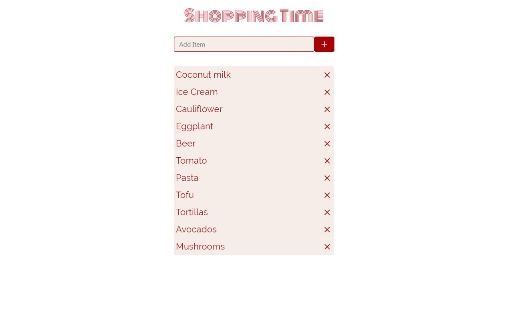 Shopping Time
Add Item
+
Coconut milk ×
Ice Cream ×
Cauliflower ×
Eggplant ×
Beer ×
Tomato ×
Pasta ×
Tofu ×
Tortillas ×
Avocados ×
Mushrooms ×